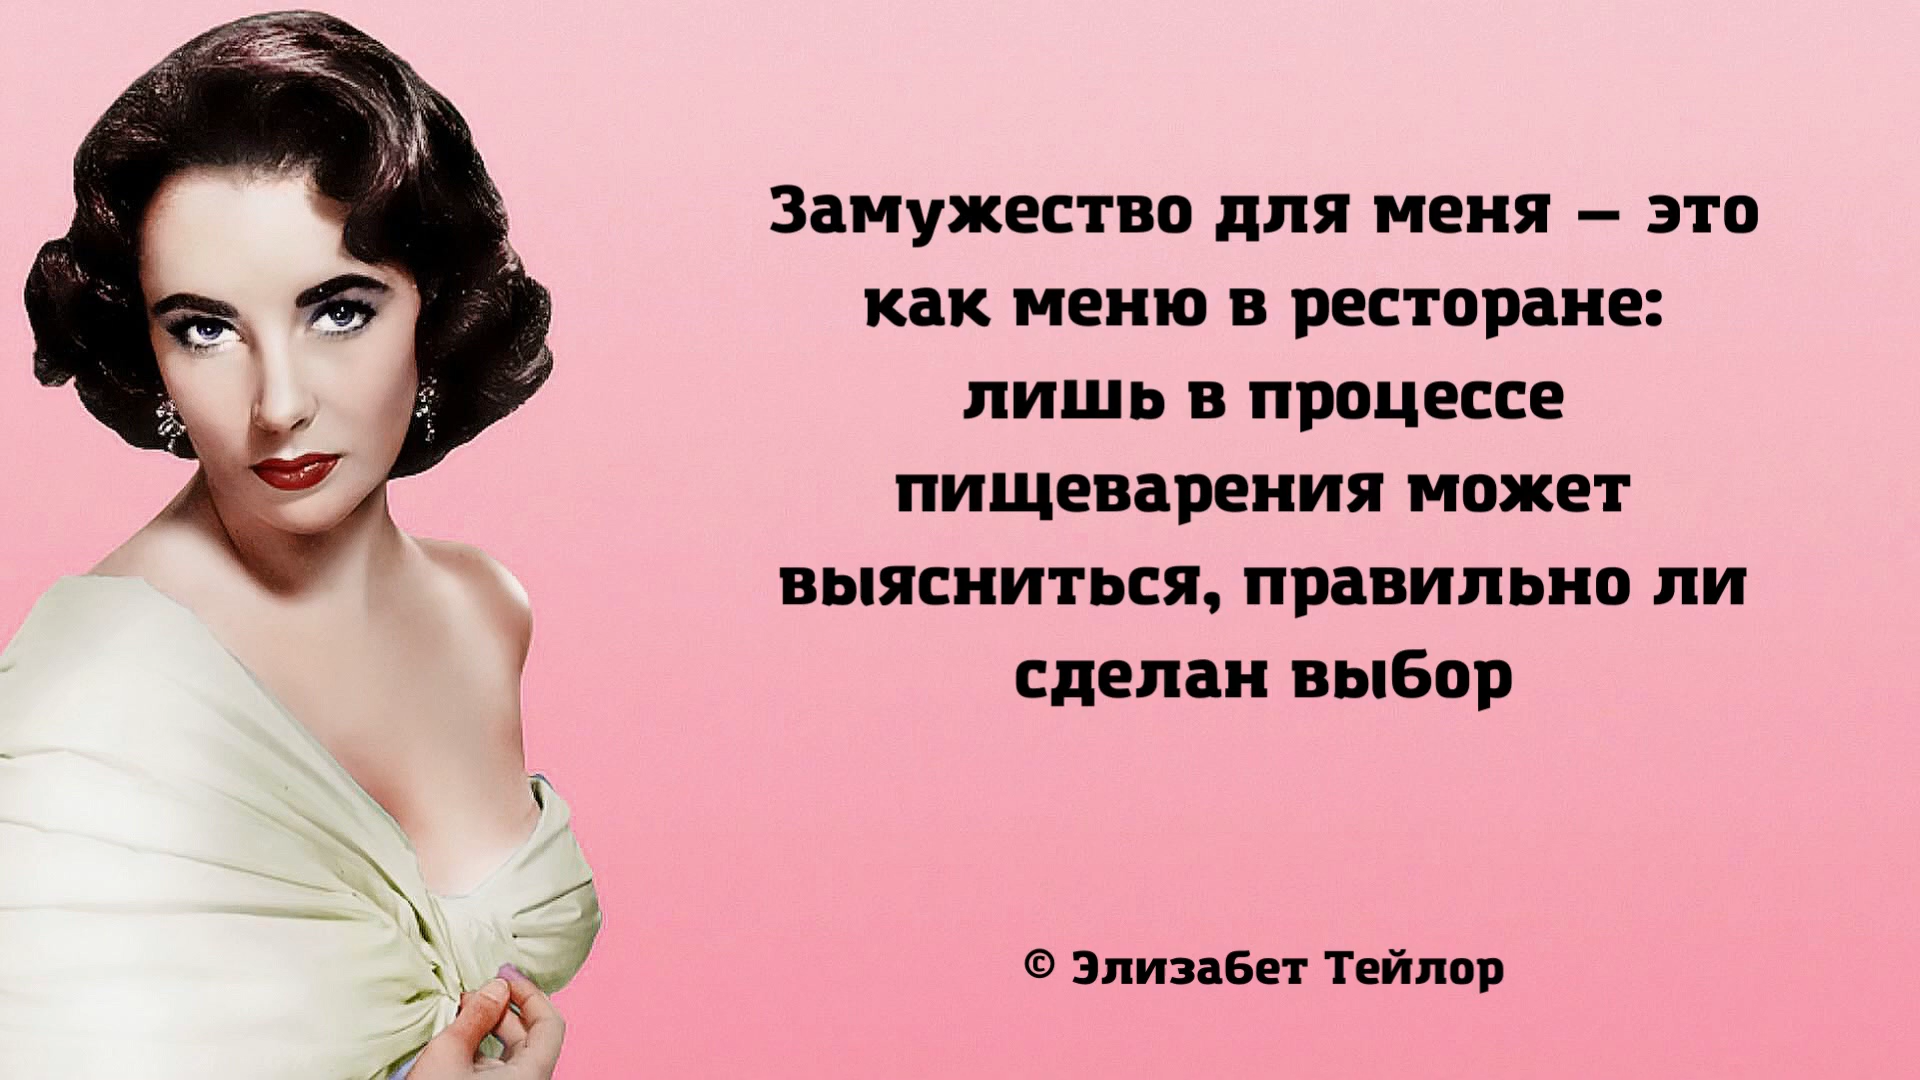 Замужество для меня – это
как меню в ресторане:
лишь в процессе
пищеварения может
выясниться, правильно ли
сделан выбор
© Элизабет Тейлор